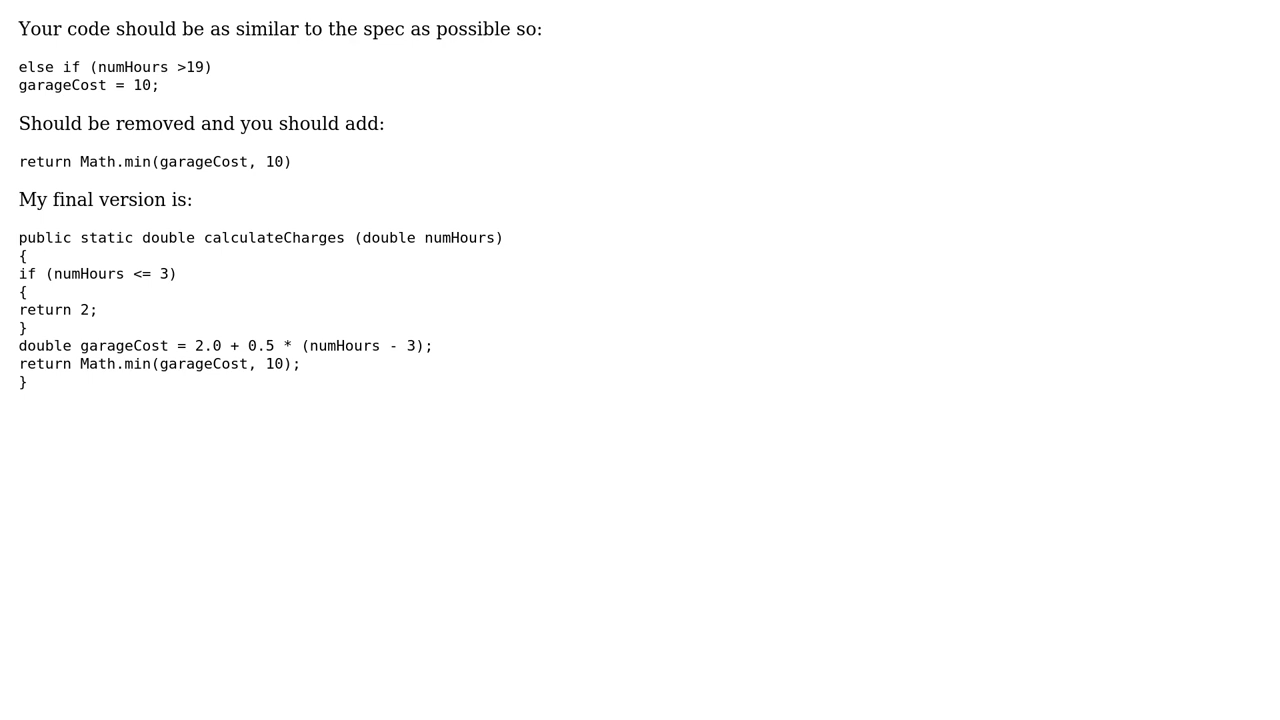 Your code should be as similar to the spec as possible so:
else if (numHours >19)
garageCost = 10;
Should be removed and you should add:
return Math.min(garageCost, 10)
My final version is:
public static double calculateCharges (double numHours)
{
if (numHours <= 3)
{
return 2;
}
double garageCost = 2.0 + 0.5 * (numHours - 3);
return Math.min(garageCost, 10);
}